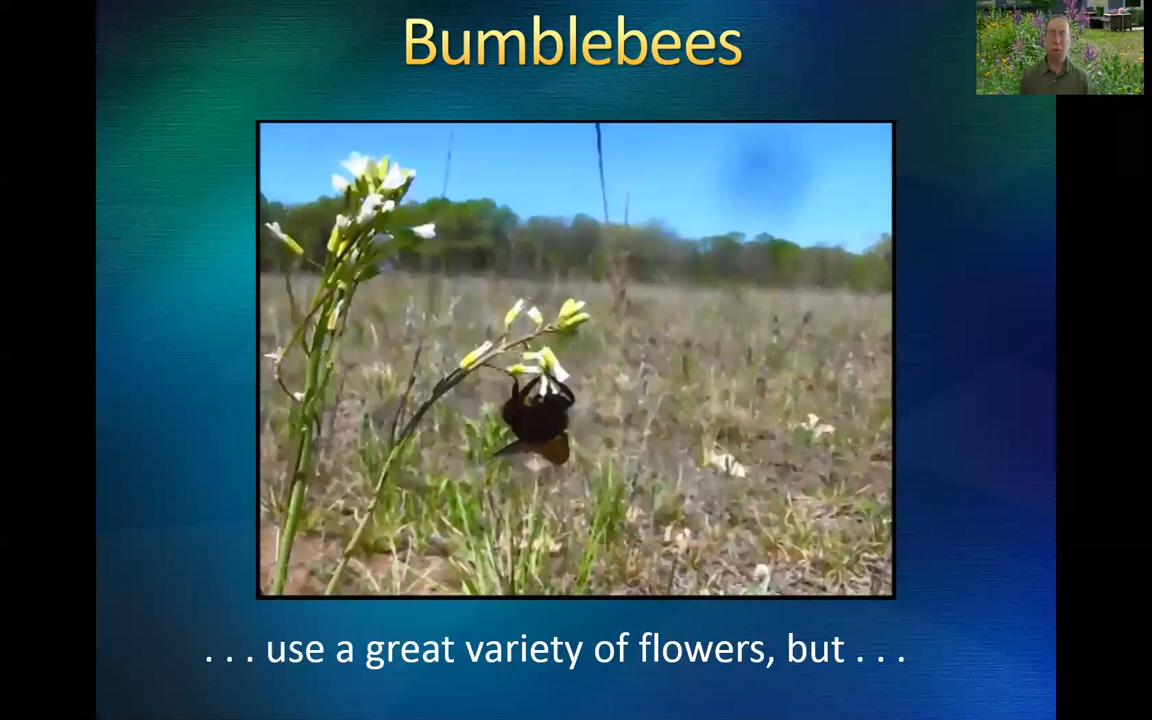 Bumblebees
. . . use a great variety of flowers, but . . .